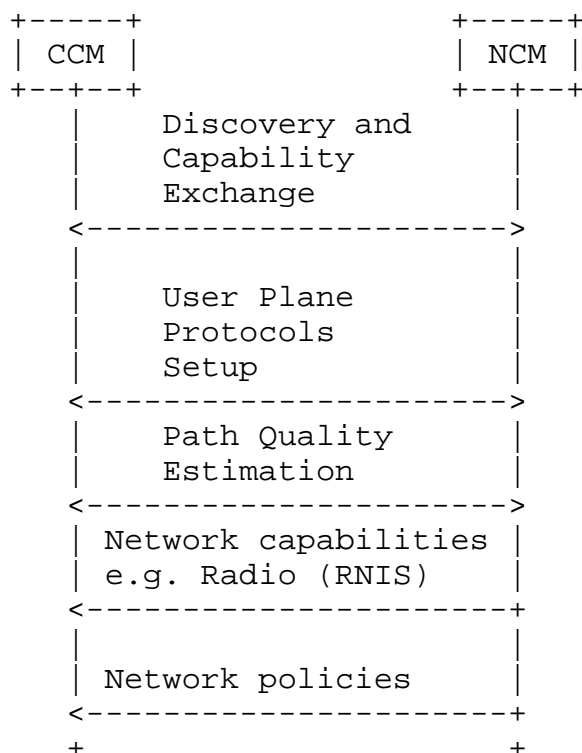 +-----+                 +-----+
| CCM |                 | NCM |
+--+--+                 +--+--+
   |    Discovery and      |
   |    Capability         |
   |    Exchange           |
   <----------------------->
   |                       |
   |    User Plane         |
   |    Protocols          |
   |    Setup              |
   <----------------------->
   |    Path Quality       |
   |    Estimation         |
   <----------------------->
   | Network capabilities  |
   | e.g. Radio (RNIS)     |
   <-----------------------+
   |                       |
   | Network policies      |
   <-----------------------+
   +                       +